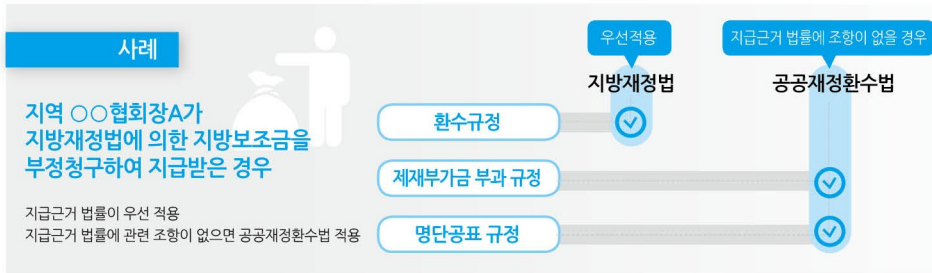 사례
지역 ○○협회장A가
지방재정법에 의한 지방보조금을
부정청구하여 지급받은 경우
지급근거 법률이 우선 적용
지급근거 법률에 관련 조항이 없으면 공공재정환수법 적용
우선적용
지급근거 법률에 조항이 없을 경우
지방재정법
공공재정환수법
환수규정
제재부가금 부과 규정
명단공표 규정